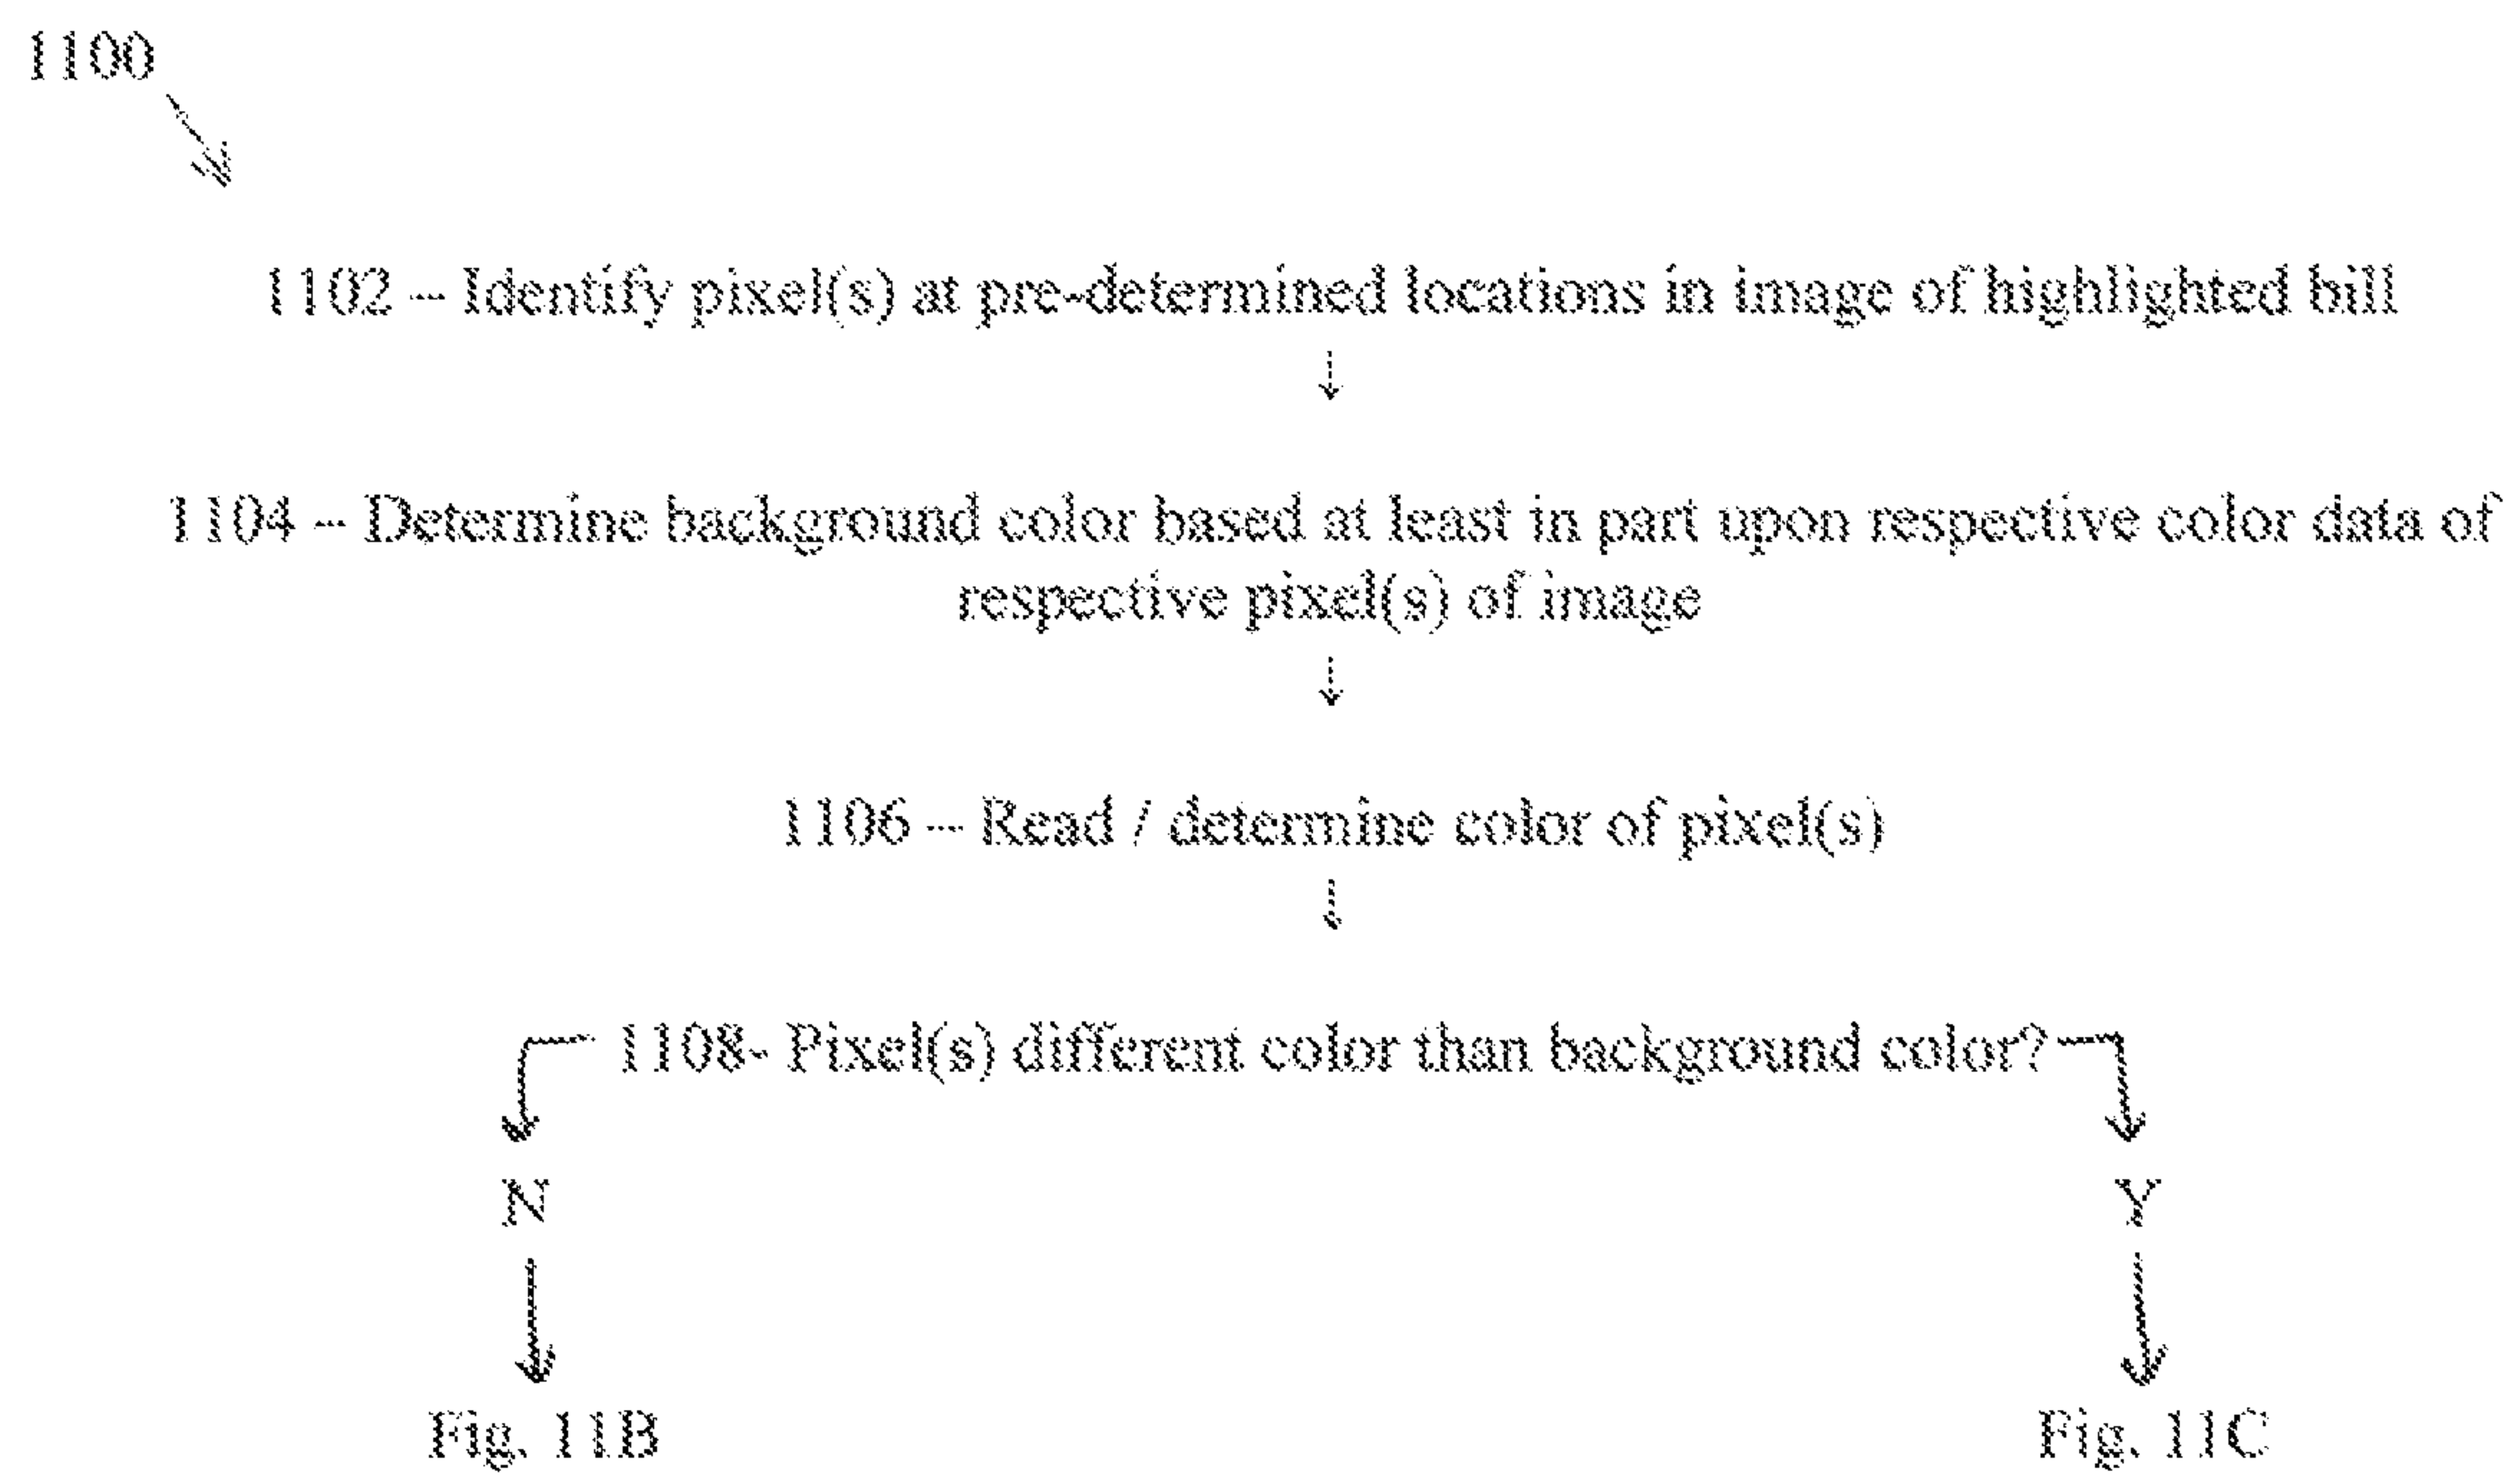 1100
1102 – Identify pixel(s) at pre-determined locations in image of highlighted bill
1104 – Determine background color based at least in part upon respective color data of
respective pixel(s) of image
1106 – Read / determine color of pixel(s)
1108- Pixel(s) different color than background color?
N
Y
Fig. 11B
Fig. 11C